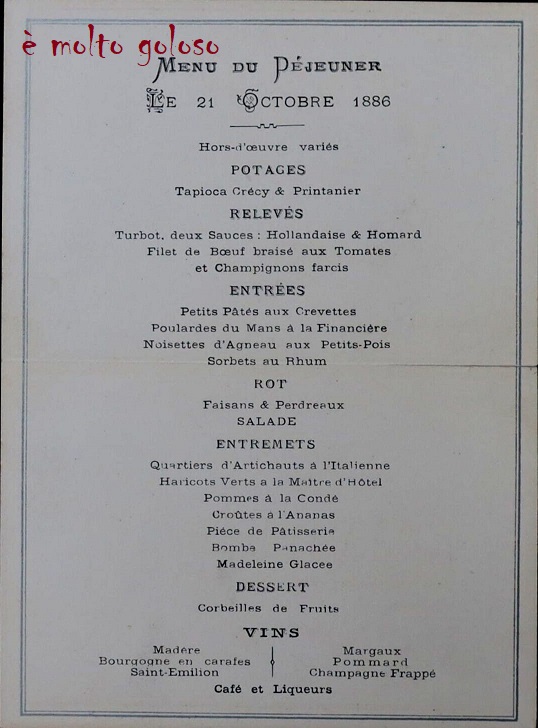 è molto goloso
Menu du Déjeuner
Le 21 Octobre 1886
Hors-d'œuvre variés
POTAGES
Tapioca Crécy & Printanier
RELEVÉS
Turbot, deux Sauces : Hollandaise & Homard
Filet de Bœuf braisé aux Tomates
et Champignons farcis
ENTRÉES
Petits Pâtés aux Crevettes
Poulardes du Mans à la Financière
Noisettes d'Agneau aux Petits-Pois
Sorbets au Rhum
ROT
Faisans & Perdreaux
SALADE
ENTREMETS
Quartiers d'Artichauts à l'Italienne
Haricots Verts a la Maître d'Hôtel
Pommes à la Condé
Croûtes à l'Ananas
Piéce de Pâtisserie
Bombe Panachée
Madeleine Glacee
DESSERT
Corbeilles de Fruits
VINS
Madère
Bourgogne en carafes
Saint-Emilion
Margaux
Pommard
Champagne Frappé
Café et Liqueurs